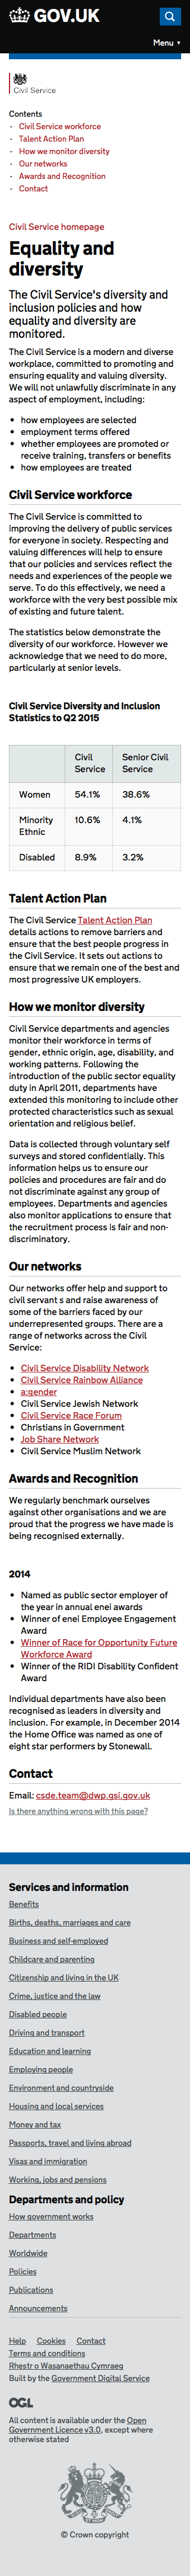 GOV.UK
Menu ▼
Civil Service
Contents
- Civil Service workforce
- Talent Action Plan
- How we monitor diversity
- Our networks
- Awards and Recognition
- Contact
Civil Service homepage
Equality and
diversity
The Civil Service's diversity and
inclusion policies and how
equality and diversity are
monitored.
The Civil Service is a modern and diverse
workplace, committed to promoting and
ensuring equality and valuing diversity.
We will not unlawfully discriminate in any
aspect of employment, including:
• how employees are selected
• employment terms offered
• whether employees are promoted or
receive training, transfers or benefits
• how employees are treated
Civil Service workforce
The Civil Service is committed to
improving the delivery of public services
for everyone in society. Respecting and
valuing differences will help to ensure
that our policies and services reflect the
needs and experiences of the people we
serve. To do this effectively, we need a
workforce with the very best possible mix
of existing and future talent.
The statistics below demonstrate the
diversity of our workforce. However we
acknowledge that we need to do more,
particularly at senior levels.
Civil Service Diversity and Inclusion
Statistics to Q2 2015
Civil Service
Senior Civil Service
Women 54.1% 38.6%
Minority Ethnic 10.6% 4.1%
Disabled 8.9% 3.2%
Talent Action Plan
The Civil Service Talent Action Plan
details actions to remove barriers and
ensure that the best people progress in
the Civil Service. It sets out actions to
ensure that we remain one of the best and
most progressive UK employers.
How we monitor diversity
Civil Service departments and agencies
monitor their workforce in terms of
gender, ethnic origin, age, disability, and
working patterns. Following the
introduction of the public sector equality
duty in April 2011, departments have
extended this monitoring to include other
protected characteristics such as sexual
orientation and religious belief.
Data is collected through voluntary self
surveys and stored confidentially. This
information helps us to ensure our
policies and procedures are fair and do
not discriminate against any group of
employees. Departments and agencies
also monitor applications to ensure that
the recruitment process is fair and non-
discriminatory.
Our networks
Our networks offer help and support to
civil servant s and raise awareness of
some of the barriers faced by our
underrepresented groups. There are a
range of networks across the Civil
Service:
• Civil Service Disability Network
• Civil Service Rainbow Alliance
• a:gender
• Civil Service Jewish Network
• Civil Service Race Forum
• Christians in Government
• Job Share Network
• Civil Service Muslim Network
Awards and Recognition
We regularly benchmark ourselves
against other organisations and we are
proud that the progress we have made is
being recognised externally.
2014
• Named as public sector employer of
the year in annual enei awards
• Winner of enei Employee Engagement
Award
• Winner of Race for Opportunity Future
Workforce Award
• Winner of the RIDI Disability Confident
Award
Individual departments have also been
recognised as leaders in diversity and
inclusion. For example, in December 2014
the Home Office was named as one of
eight star performers by Stonewall.
Contact
Email: csde.team@dwp.gsi.gov.uk
Is there anything wrong with this page?
Services and information
Benefits
Births, deaths, marriages and care
Business and self-employed
Childcare and parenting
Citizenship and living in the UK
Crime, justice and the law
Disabled people
Driving and transport
Education and learning
Employing people
Environment and countryside
Housing and local services
Money and tax
Passports, travel and living abroad
Visas and immigration
Working, jobs and pensions
Departments and policy
How government works
Departments
Worldwide
Policies
Publications
Announcements
Help Cookies Contact
Terms and conditions
Rhestr o Wasanaethau Cymraeg
Built by the Government Digital Service
OGL
All content is available under the Open
Government Licence v3.0, except where
otherwise stated
© Crown copyright